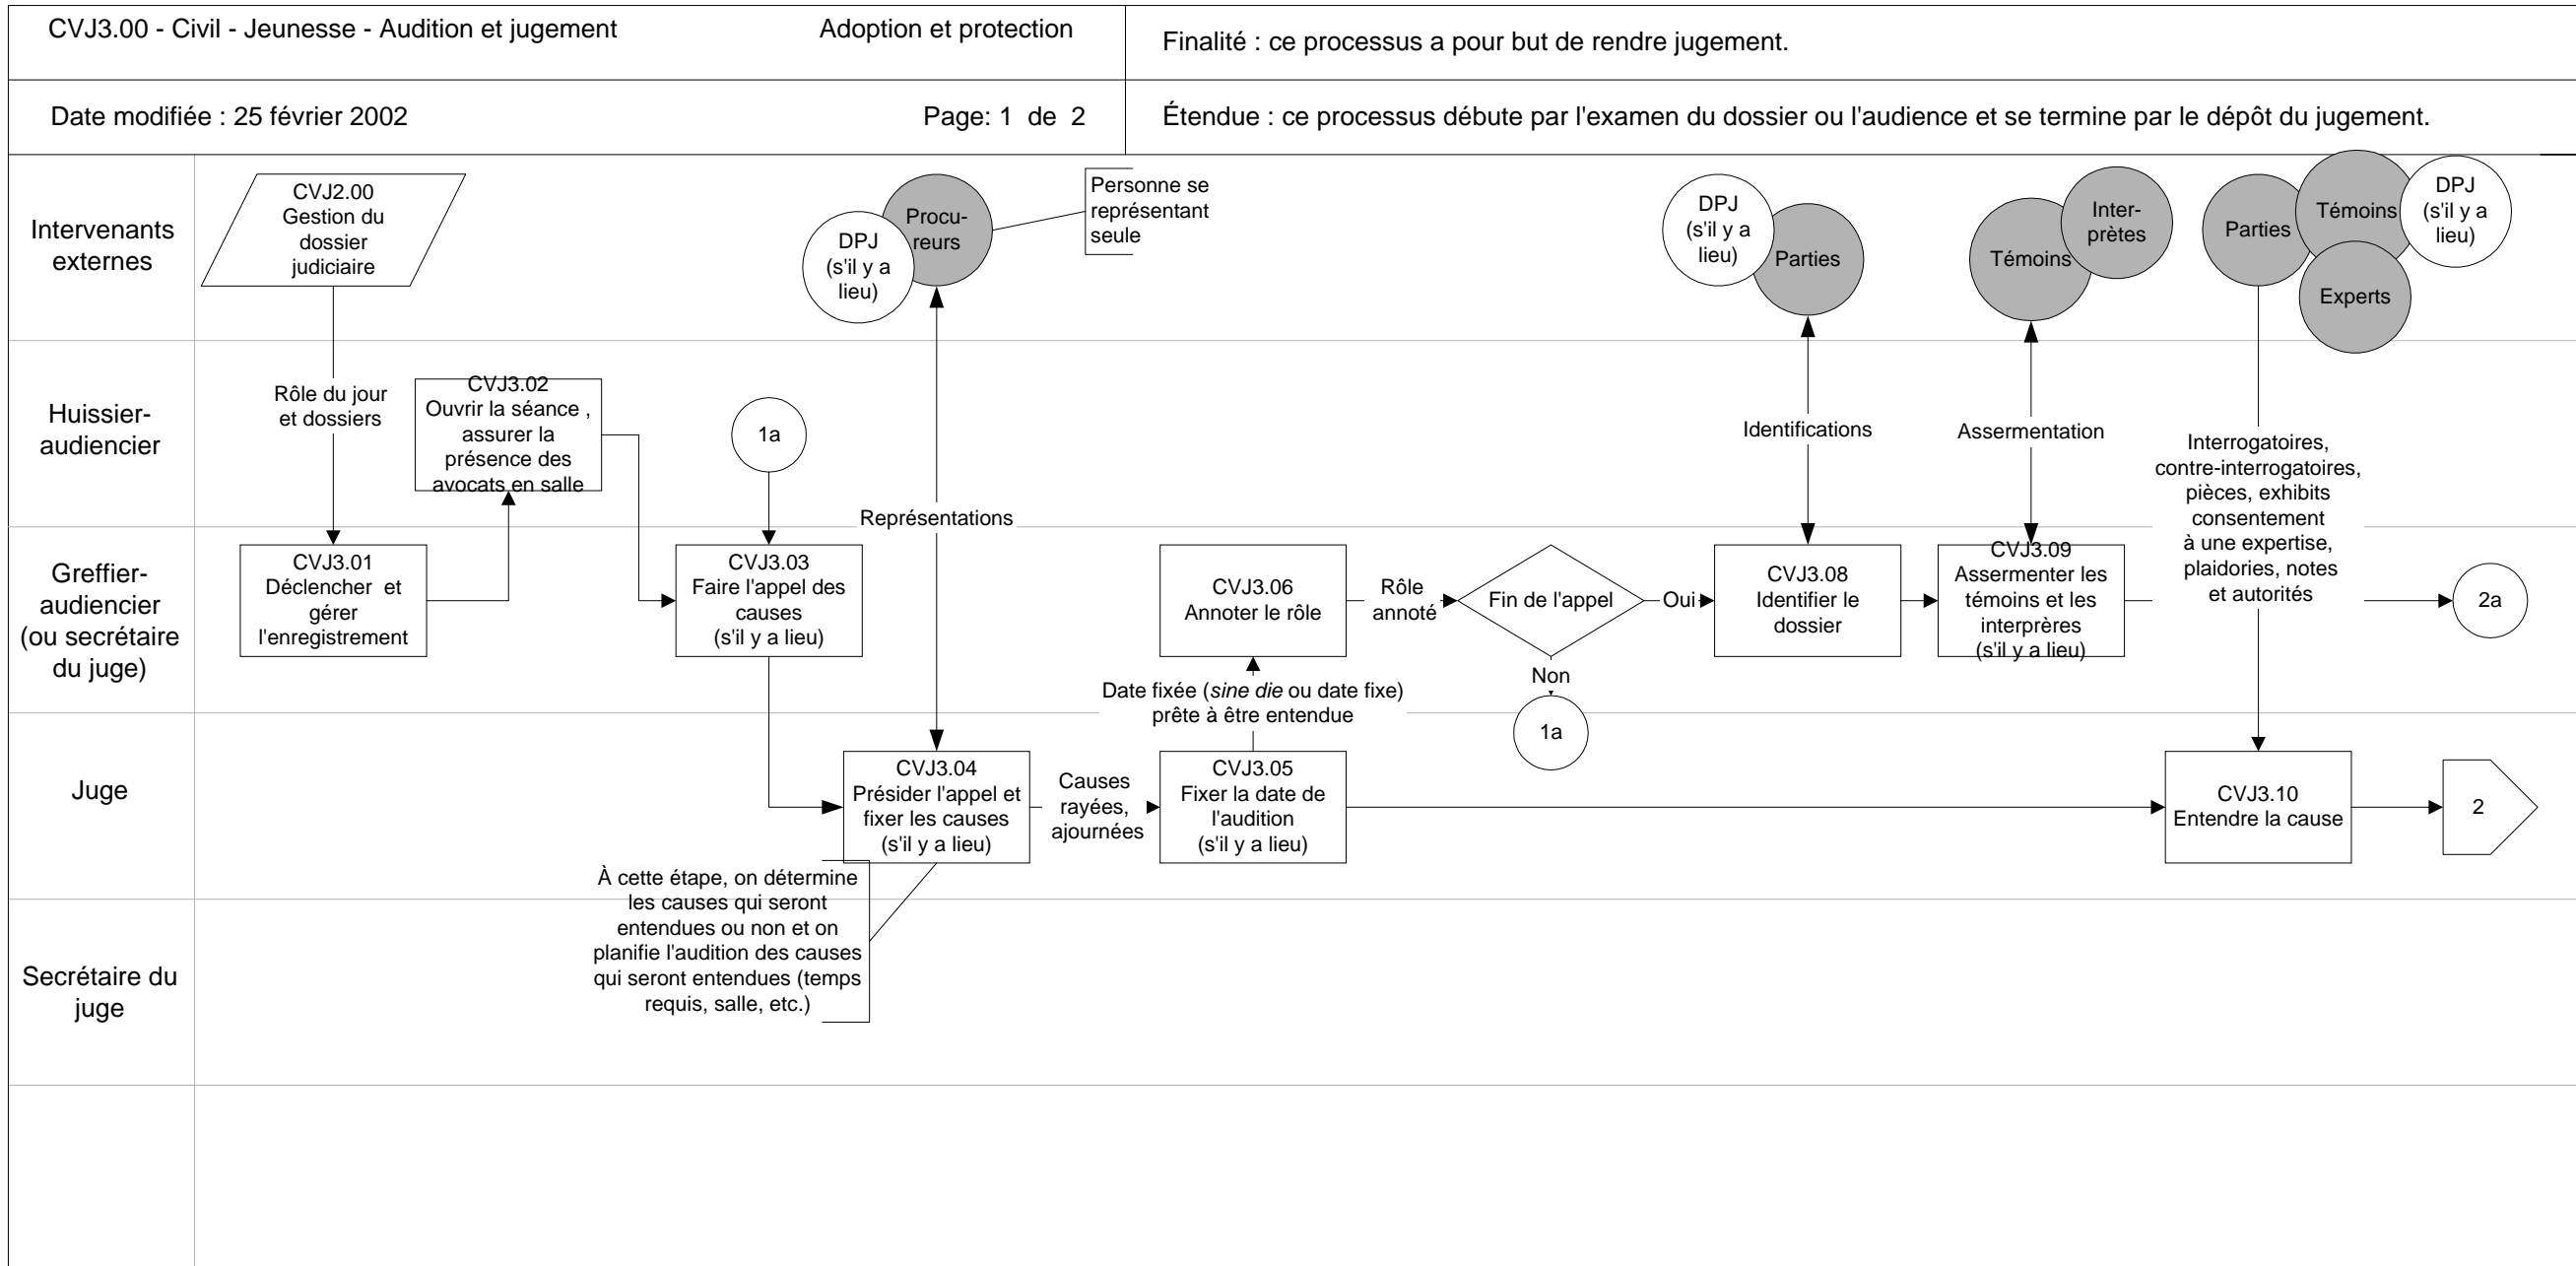 CVJ3.00 - Civil - Jeunesse - Audition et jugement
Adoption et protection
Finalité : ce processus a pour but de rendre jugement.
Date modifiée : 25 février 2002
Page: 1 de 2
Étendue : ce processus débute par l'examen du dossier ou l'audience et se termine par le dépôt du jugement.
Intervenants
externes
CVJ2.00
Gestion du
dossier
judiciaire
DPJ
(s'il y a
lieu)
Procu-
reurs
Personne se
représentant
seule
DPJ
(s'il y a
lieu)
Parties
Témoins
Inter-
prètes
Parties
Témoins
DPJ
(s'il y a
lieu)
Experts
Huissier-
audiencier
Rôle du jour
et dossiers
CVJ3.02
Ouvrir la séance ,
assurer la
présence des
avocats en salle
1a
Représentations
Identifications
Assermentation
Interrogatoires,
contre-interrogatoires,
pièces, exhibits
consentement
à une expertise,
plaidories, notes
et autorités
Greffier-
audiencier
(ou secrétaire
du juge)
CVJ3.01
Déclencher et
gérer
l'enregistrement
CVJ3.03
Faire l'appel des
causes
(s'il y a lieu)
CVJ3.06
Annoter le rôle
Rôle
annoté
Fin de l'appel
Oui
Non
1a
CVJ3.08
Identifier le
dossier
CVJ3.09
Assermenter les
témoins et les
interprères
(s'il y a lieu)
2a
Date fixée (sine die ou date fixe)
prête à être entendue
Juge
CVJ3.04
Présider l'appel et
fixer les causes
(s'il y a lieu)
Causes
rayées,
ajournées
CVJ3.05
Fixer la date de
l'audition
(s'il y a lieu)
CVJ3.10
Entendre la cause
2
À cette étape, on détermine
les causes qui seront
entendues ou non et on
planifie l'audition des causes
qui seront entendues (temps
requis, salle, etc.)
Secrétaire du
juge